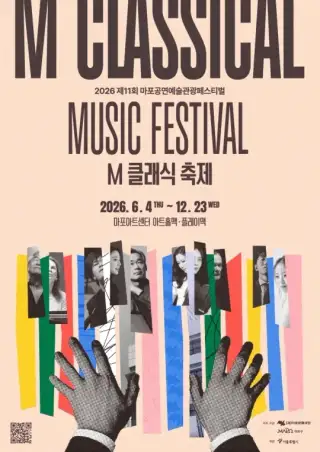 M CLASSICAL
2026 제11회 마포공연예술관광페스티벌
MUSIC FESTIVAL
M 클래식 축제
2026. 6. 4 THU ~ 12. 23 WED
마포아트센터 아트홀맥·플레이맥